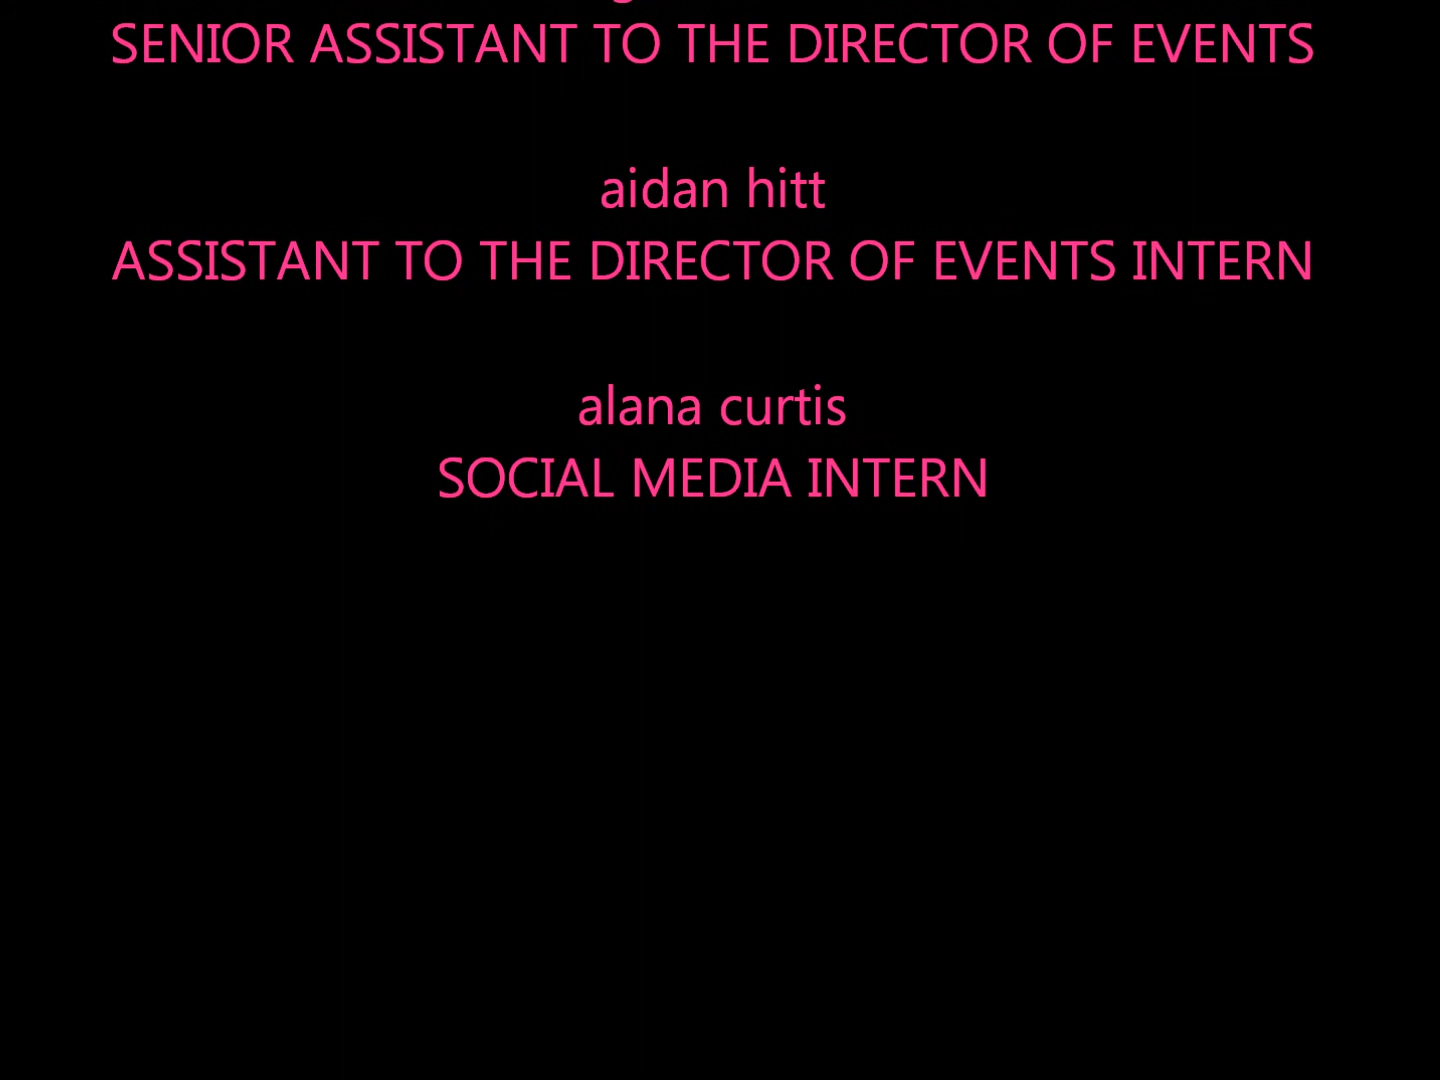 SENIOR ASSISTANT TO THE DIRECTOR OF EVENTS
aidan hitt
ASSISTANT TO THE DIRECTOR OF EVENTS INTERN
alana curtis
SOCIAL MEDIA INTERN